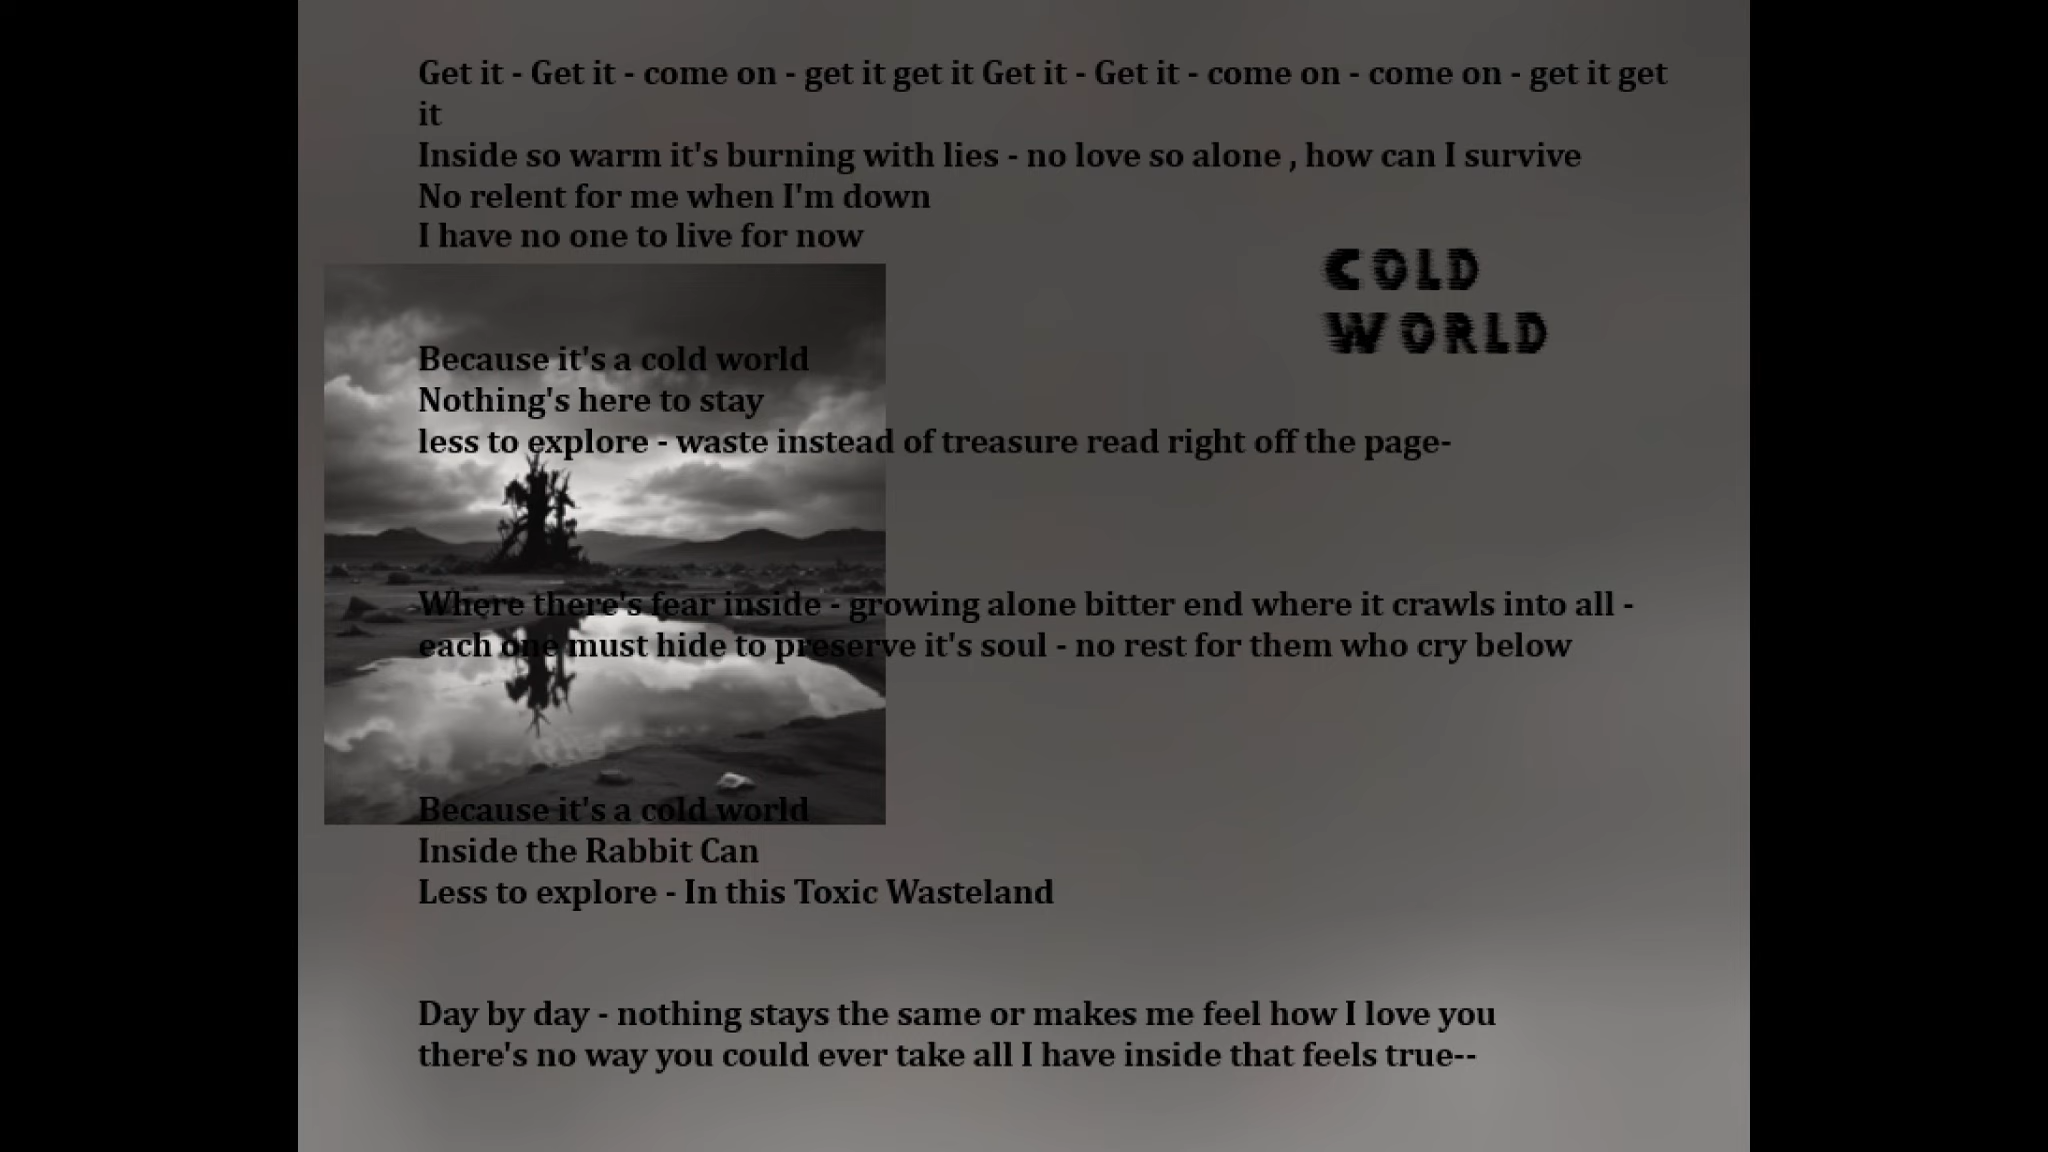 Get it - Get it - come on - get it get it Get it - Get it - come on - come on - get it get
it
Inside so warm it's burning with lies - no love so alone , how can I survive
No relent for me when I'm down
I have no one to live for now
COLD
WORLD
Because it's a cold world
Nothing's here to stay
less to explore - waste instead of treasure read right off the page-
Where there's fear inside - growing alone bitter end where it crawls into all -
each one must hide to preserve it's soul - no rest for them who cry below
Because it's a cold world
Inside the Rabbit Can
Less to explore - In this Toxic Wasteland
Day by day - nothing stays the same or makes me feel how I love you
there's no way you could ever take all I have inside that feels true--